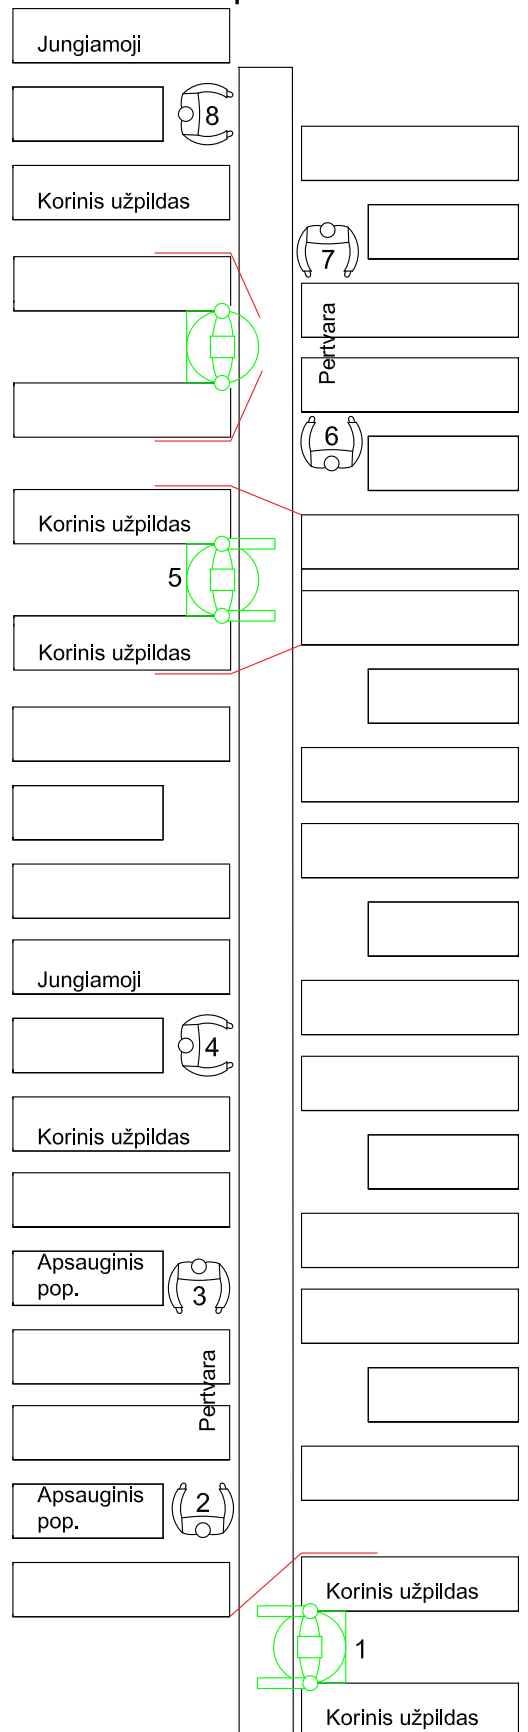 Jungiamoji
8
Korinis užpildas
7
Pertvara
6
Korinis užpildas
5
Korinis užpildas
Jungiamoji
4
Korinis užpildas
Apsauginis
pop.
3
Pertvara
Apsauginis
pop.
2
Korinis užpildas
1
Korinis užpildas